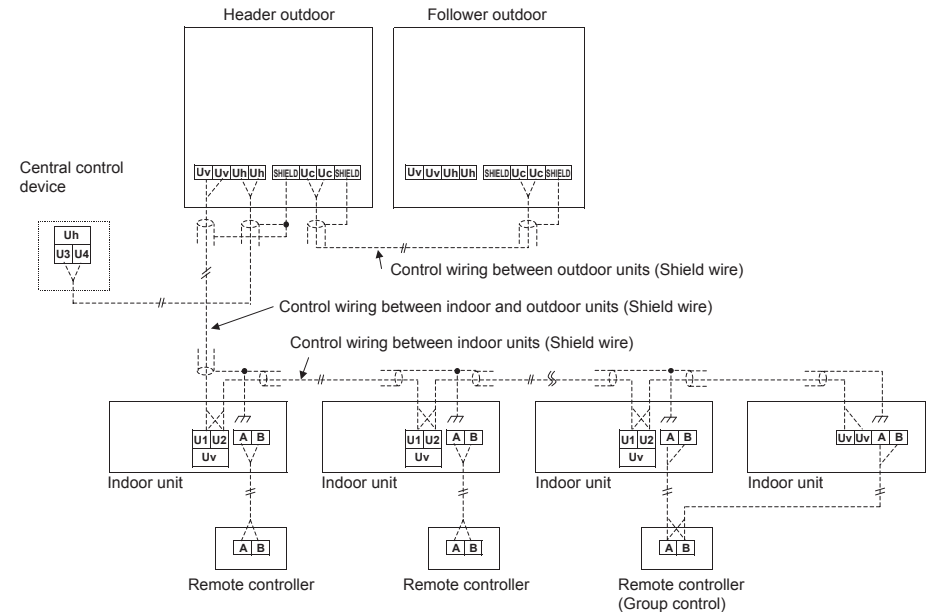 Header outdoor
Follower outdoor
Uv Uv Uh Uh SHIELD Uc Uc SHIELD
Uv Uv Uh Uh SHIELD Uc Uc SHIELD
Central control
device
Uh
U3 U4
Control wiring between outdoor units (Shield wire)
Control wiring between indoor and outdoor units (Shield wire)
Control wiring between indoor units (Shield wire)
U1 U2 A B
Uv
Indoor unit
U1 U2 A B
Uv
Indoor unit
U1 U2 A B
Uv
Indoor unit
Uv Uv A B
Indoor unit
A B
Remote controller
A B
Remote controller
A B
Remote controller
(Group control)